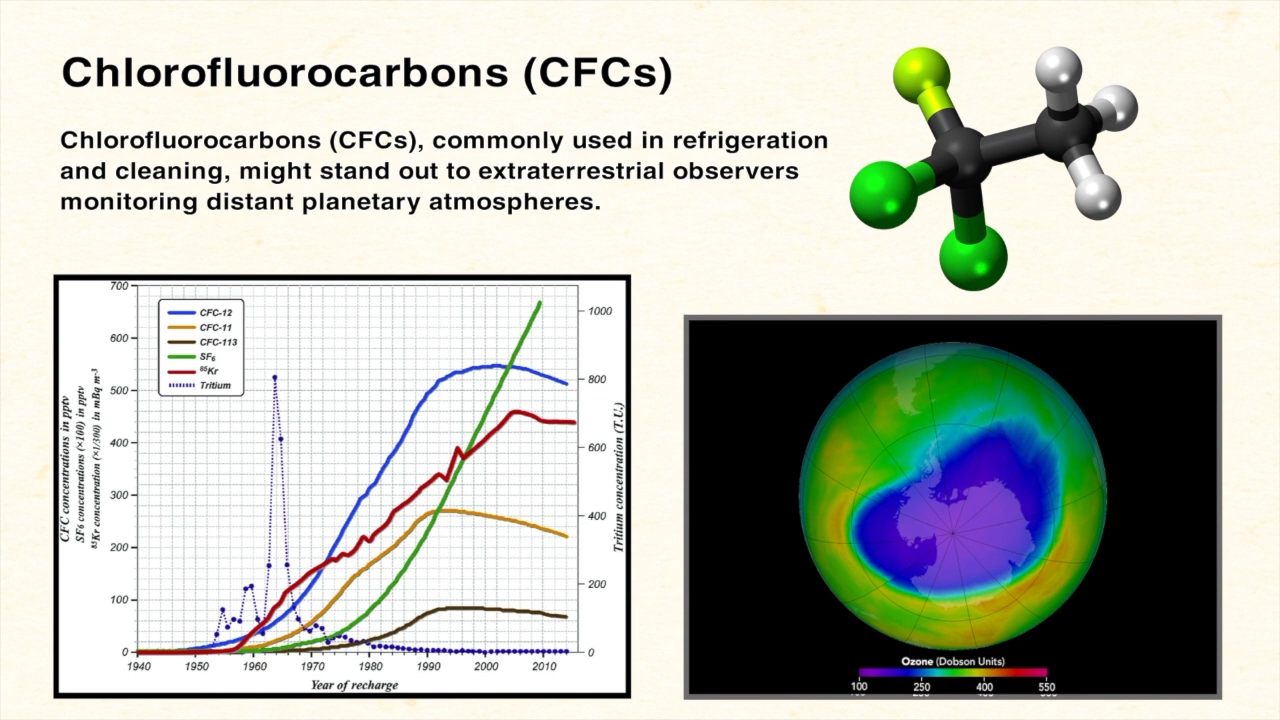 Chlorofluorocarbons (CFCs)
Chlorofluorocarbons (CFCs), commonly used in refrigeration
and cleaning, might stand out to extraterrestrial observers
monitoring distant planetary atmospheres.
CFC-12
CFC-11
CFC-113
SF6
85Kr
Tritium
CFC concentrations in pptv
SF6 concentrations (×100) in pptv
85Kr concentration (×1/300) in mBq m-3
700
600
500
400
300
200
100
0
1940 1950 1960 1970 1980 1990 2000 2010
Year of recharge
1000
800
600
400
200
0
Tritium concentration (T.U.)
Ozone (Dobson Units)
100 250 400 550